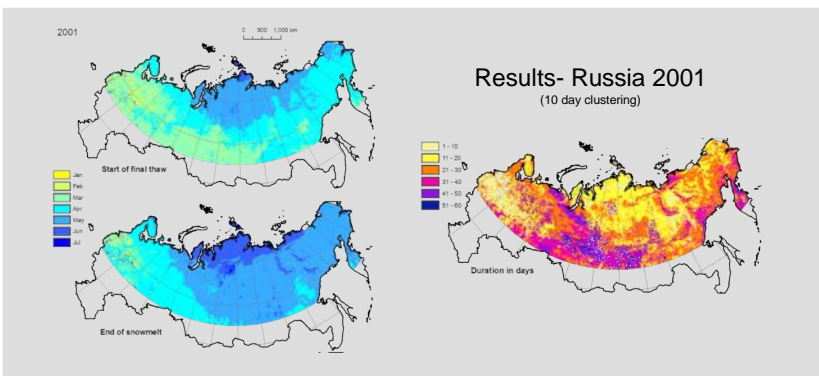 2001
0 500 1,000 km
Start of final thaw
Jan
Feb
Mar
Apr
May
Jun
Jul
End of snowmelt
Results- Russia 2001
(10 day clustering)
1 - 10
11 - 20
21 - 30
31 - 40
41 - 50
51 - 60
Duration in days